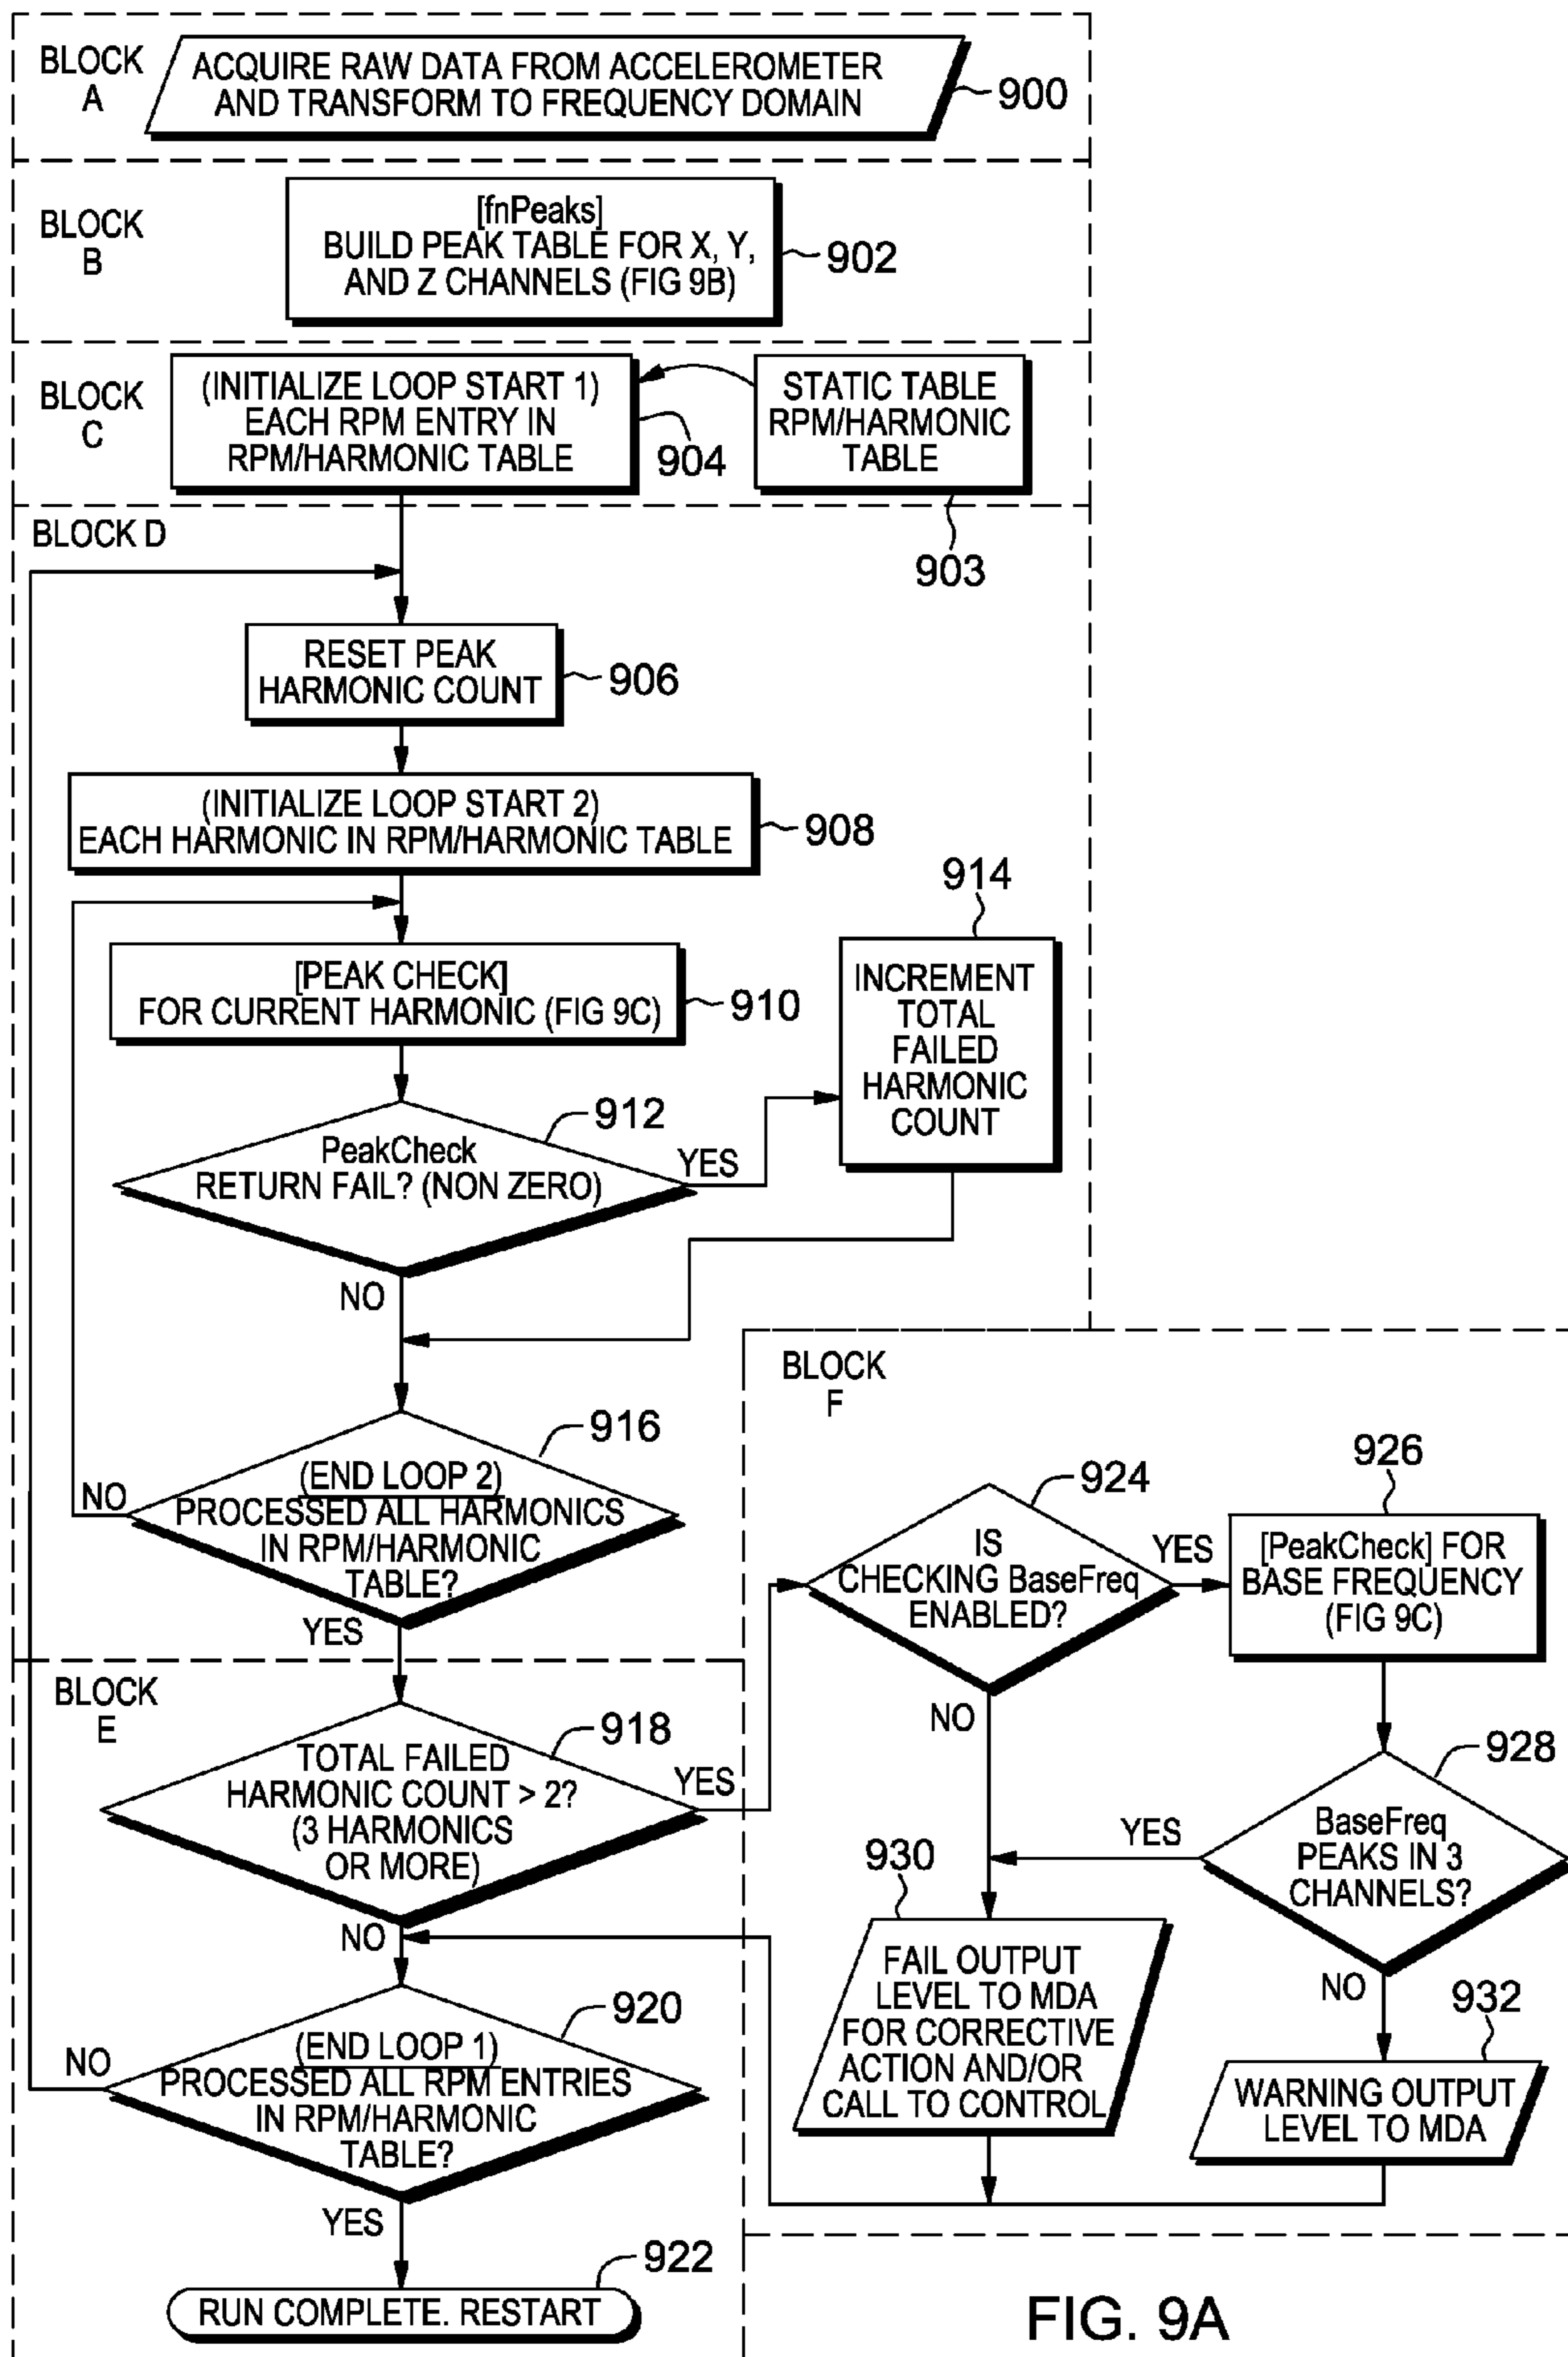 BLOCK
A
ACQUIRE RAW DATA FROM ACCELEROMETER
AND TRANSFORM TO FREQUENCY DOMAIN
900
BLOCK
B
[fnPeaks]
BUILD PEAK TABLE FOR X, Y,
AND Z CHANNELS (FIG 9B)
902
BLOCK
C
(INITIALIZE LOOP START 1)
EACH RPM ENTRY IN
RPM/HARMONIC TABLE
904
STATIC TABLE
RPM/HARMONIC
TABLE
903
BLOCK D
RESET PEAK
HARMONIC COUNT
906
(INITIALIZE LOOP START 2)
EACH HARMONIC IN RPM/HARMONIC TABLE
908
[PEAK CHECK]
FOR CURRENT HARMONIC (FIG 9C)
910
914
INCREMENT
TOTAL
FAILED
HARMONIC
COUNT
912
PeakCheck
RETURN FAIL? (NON ZERO)
YES
NO
916
(END LOOP 2)
PROCESSED ALL HARMONICS
IN RPM/HARMONIC
TABLE?
NO
YES
BLOCK
E
918
TOTAL FAILED
HARMONIC COUNT > 2?
(3 HARMONICS
OR MORE)
YES
NO
920
(END LOOP 1)
PROCESSED ALL RPM ENTRIES
IN RPM/HARMONIC
TABLE?
NO
YES
922
RUN COMPLETE. RESTART
BLOCK
F
924
IS
CHECKING BaseFreq
ENABLED?
YES
NO
926
[PeakCheck] FOR
BASE FREQUENCY
(FIG 9C)
928
BaseFreq
PEAKS IN 3
CHANNELS?
YES
NO
930
FAIL OUTPUT
LEVEL TO MDA
FOR CORRECTIVE
ACTION AND/OR
CALL TO CONTROL
932
WARNING OUTPUT
LEVEL TO MDA
FIG. 9A